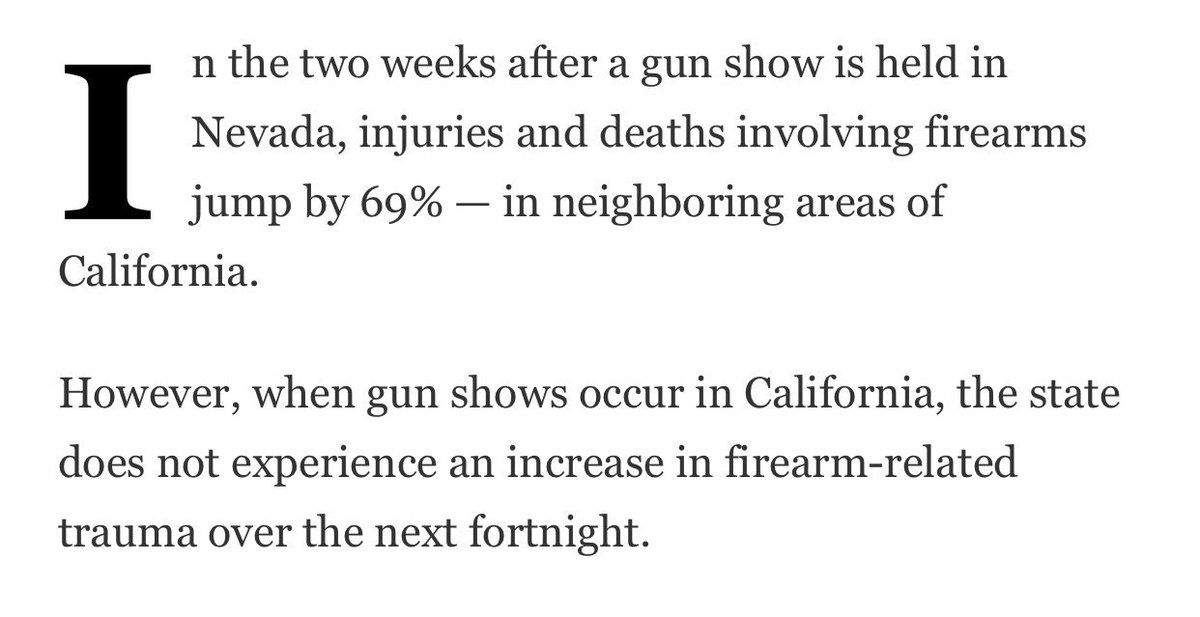 In the two weeks after a gun show is held in
Nevada, injuries and deaths involving firearms
jump by 69% — in neighboring areas of
California.
However, when gun shows occur in California, the state
does not experience an increase in firearm-related
trauma over the next fortnight.